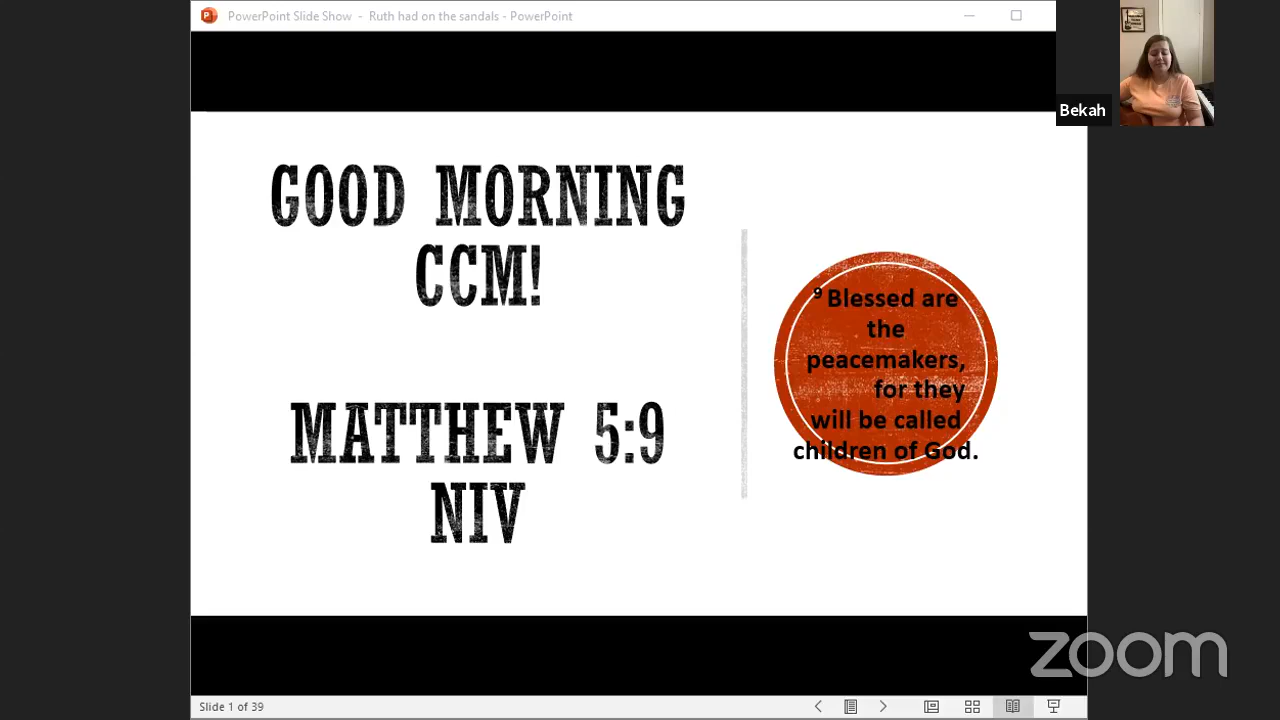 PowerPoint Slide Show - Ruth had on the sandals - PowerPoint
Bekah
GOOD MORNING
CCM!
MATTHEW 5:9
NIV
9 Blessed are
the
peacemakers,
for they
will be called
children of God.
zoom
Slide 1 of 39